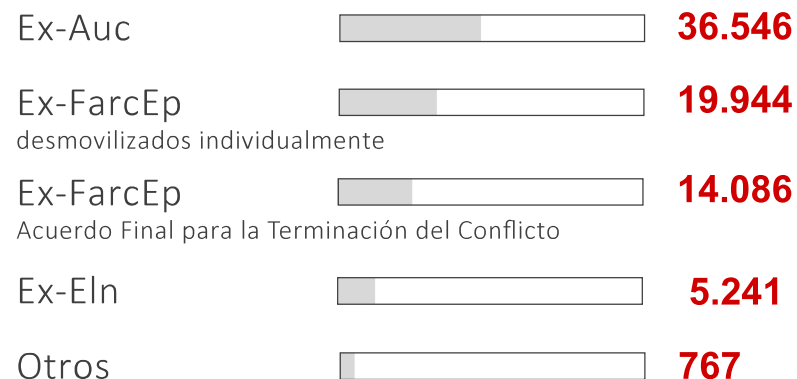 Ex-Auc 36.546
Ex-FarcEp 19.944
desmovilizados individualmente
Ex-FarcEp 14.086
Acuerdo Final para la Terminación del Conflicto
Ex-Eln 5.241
Otros 767